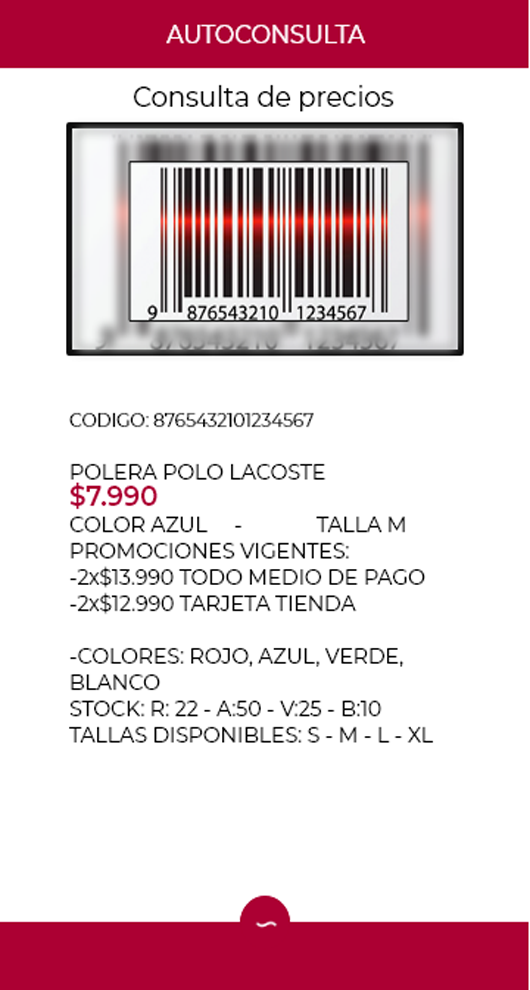 AUTOCONSULTA
Consulta de precios
9 876543210 1234567
CODIGO: 8765432101234567
POLERA POLO LACOSTE
$7.990
COLOR AZUL - TALLA M
PROMOCIONES VIGENTES:
-2x$13.990 TODO MEDIO DE PAGO
-2x$12.990 TARJETA TIENDA
-COLORES: ROJO, AZUL, VERDE,
BLANCO
STOCK: R: 22 - A:50 - V:25 - B:10
TALLAS DISPONIBLES: S - M - L - XL